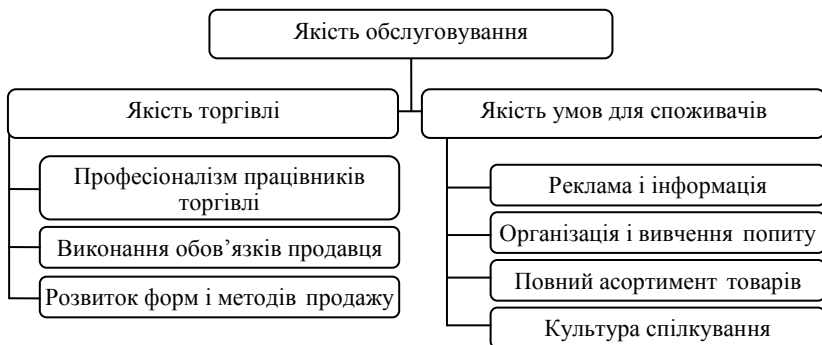 Якість обслуговування
Якість торгівлі
Професіоналізм працівників
торгівлі
Виконання обов’язків продавця
Розвиток форм і методів продажу
Якість умов для споживачів
Реклама і інформація
Організація і вивчення попиту
Повний асортимент товарів
Культура спілкування